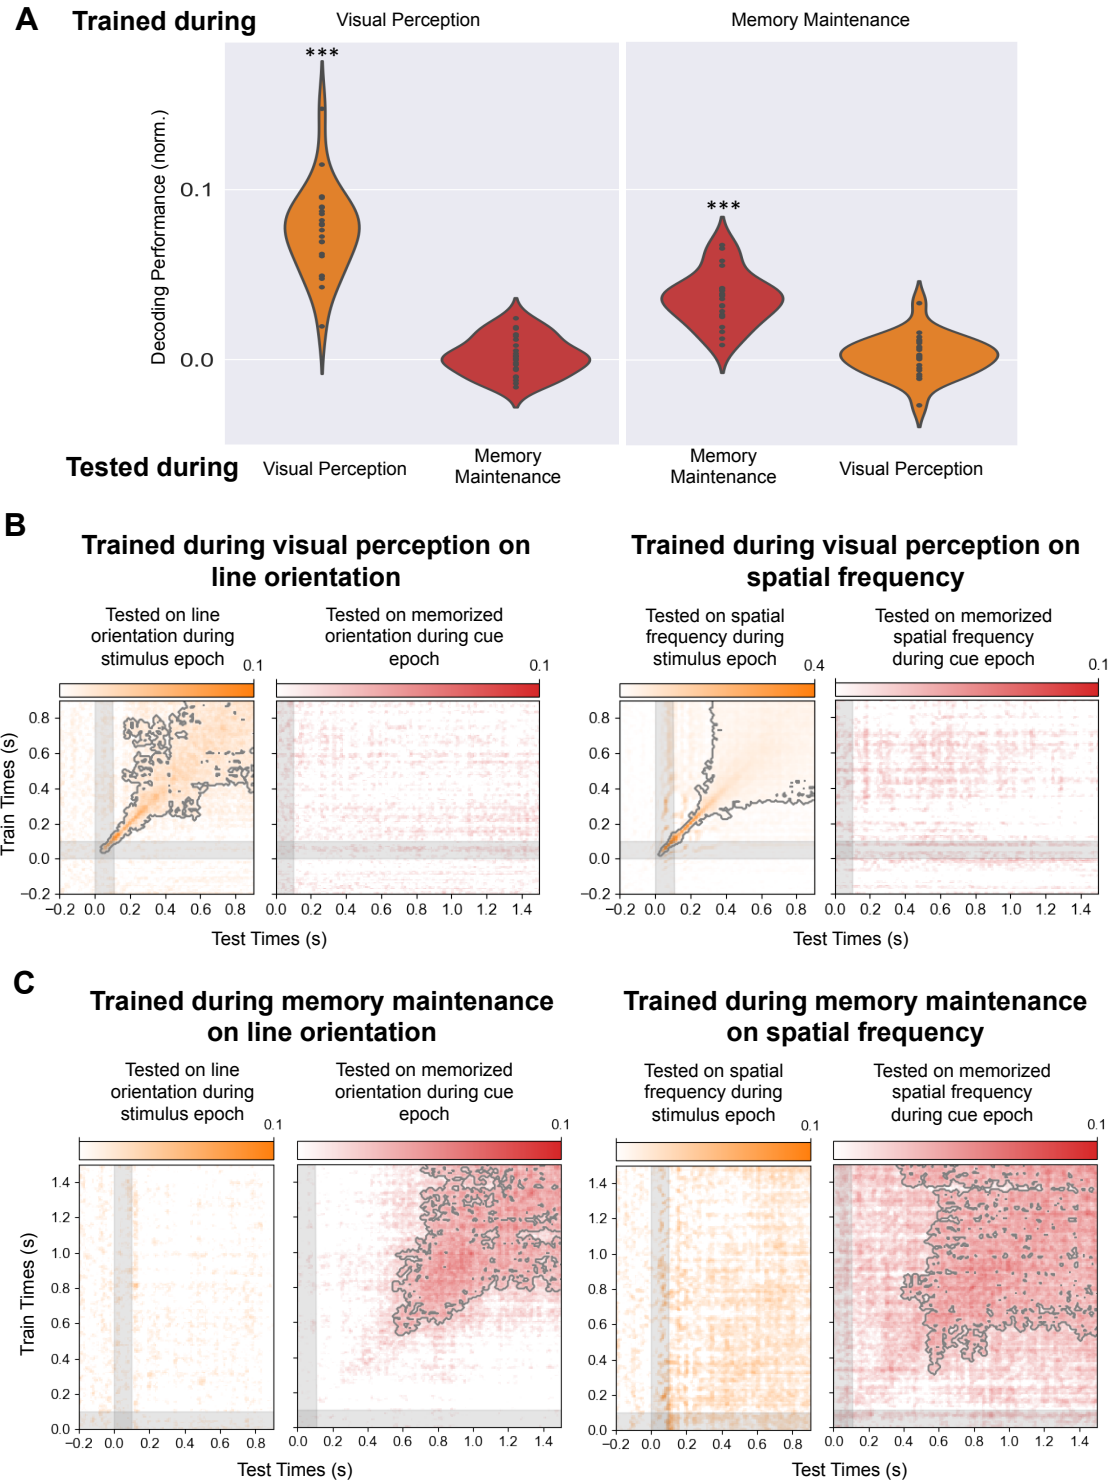 A
Trained during
Visual Perception
Memory Maintenance
***
***
Decoding Performance (norm.)
0.1
0.0
Tested during
Visual Perception
Memory
Maintenance
Memory
Maintenance
Visual Perception
B
Trained during visual perception on
line orientation
Trained during visual perception on
spatial frequency
Tested on line
orientation during
stimulus epoch
0.1
Tested on memorized
orientation during cue
epoch
0.1
Tested on spatial
frequency during
stimulus epoch
0.4
Tested on memorized
spatial frequency
during cue epoch
0.1
Train Times (s)
0.8
0.6
0.4
0.2
0.0
−0.2
−0.2 0.0 0.2 0.4 0.6 0.8
0.0 0.2 0.4 0.6 0.8 1.0 1.2 1.4
Test Times (s)
0.8
0.6
0.4
0.2
0.0
−0.2
−0.2 0.0 0.2 0.4 0.6 0.8
0.0 0.2 0.4 0.6 0.8 1.0 1.2 1.4
Test Times (s)
C
Trained during memory maintenance
on line orientation
Trained during memory maintenance
on spatial frequency
Tested on line
orientation during
stimulus epoch
0.1
Tested on memorized
orientation during cue
epoch
0.1
Tested on spatial
frequency during
stimulus epoch
0.1
Tested on memorized
spatial frequency
during cue epoch
0.1
Train Times (s)
1.4
1.2
1.0
0.8
0.6
0.4
0.2
0.0
−0.2 0.0 0.2 0.4 0.6 0.8
0.0 0.2 0.4 0.6 0.8 1.0 1.2 1.4
Test Times (s)
1.4
1.2
1.0
0.8
0.6
0.4
0.2
0.0
−0.2 0.0 0.2 0.4 0.6 0.8
0.0 0.2 0.4 0.6 0.8 1.0 1.2 1.4
Test Times (s)